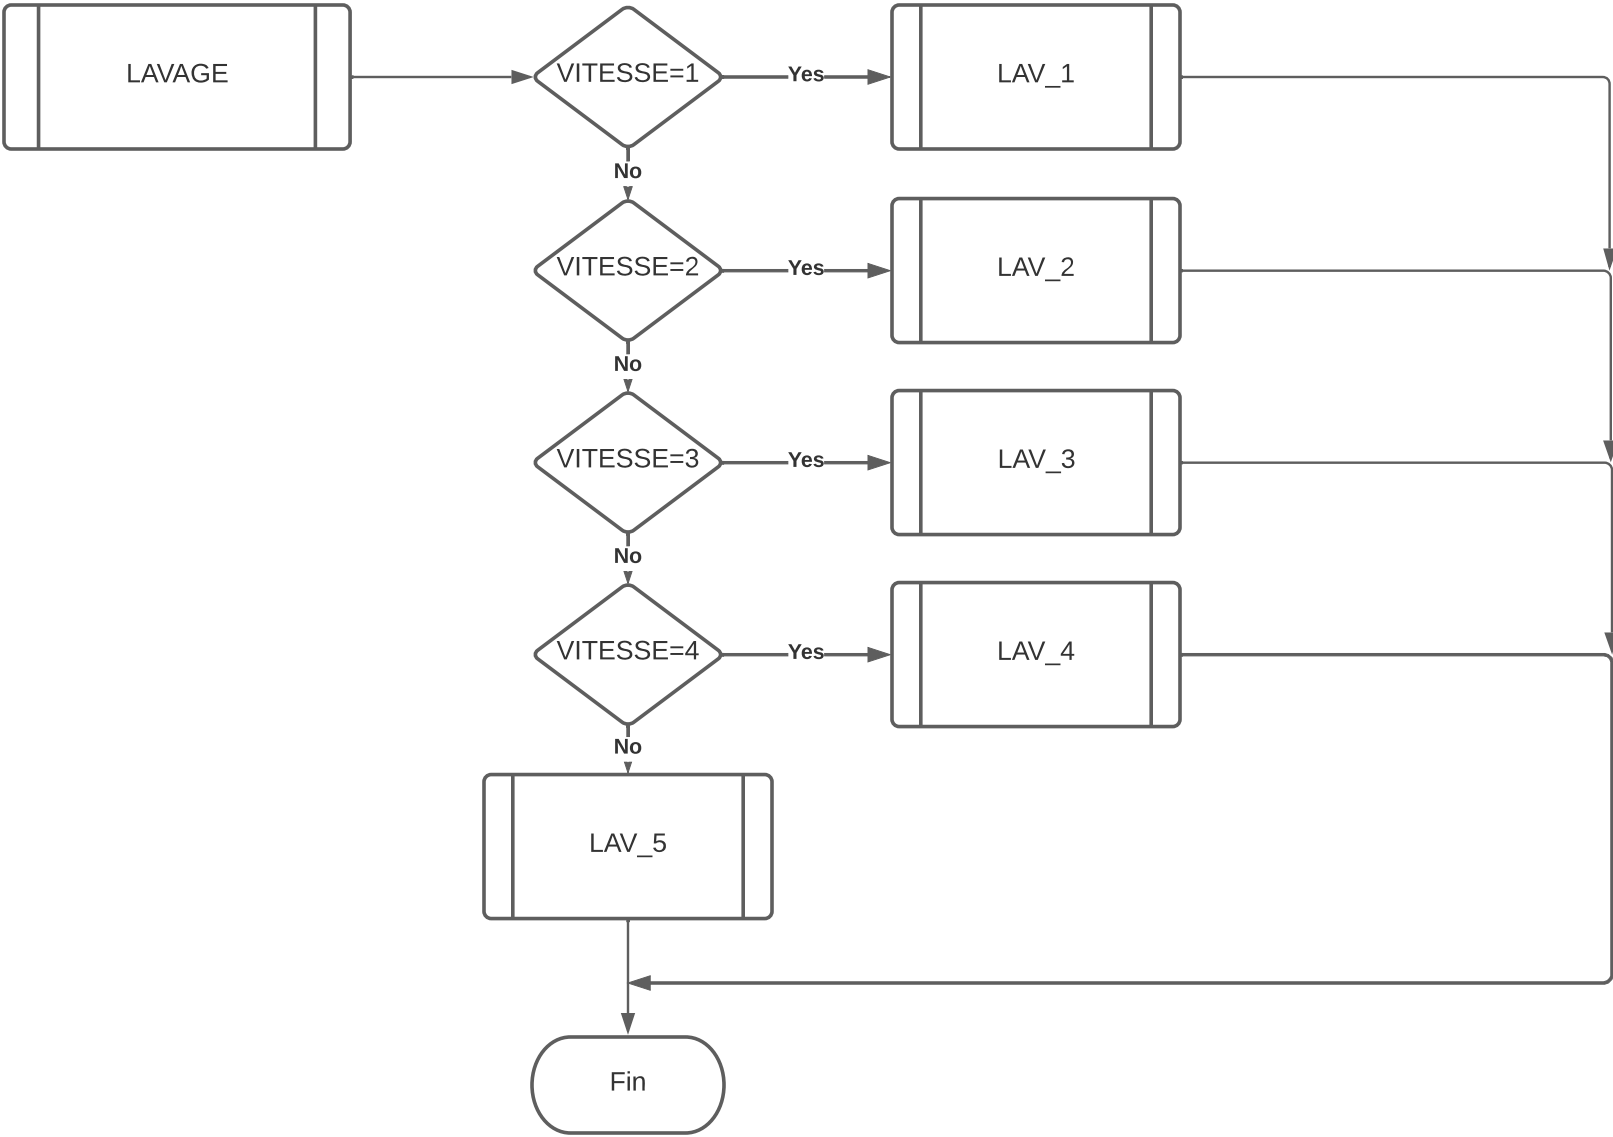 LAVAGE
VITESSE=1
Yes
LAV_1
No
VITESSE=2
Yes
LAV_2
No
VITESSE=3
Yes
LAV_3
No
VITESSE=4
Yes
LAV_4
No
LAV_5
Fin